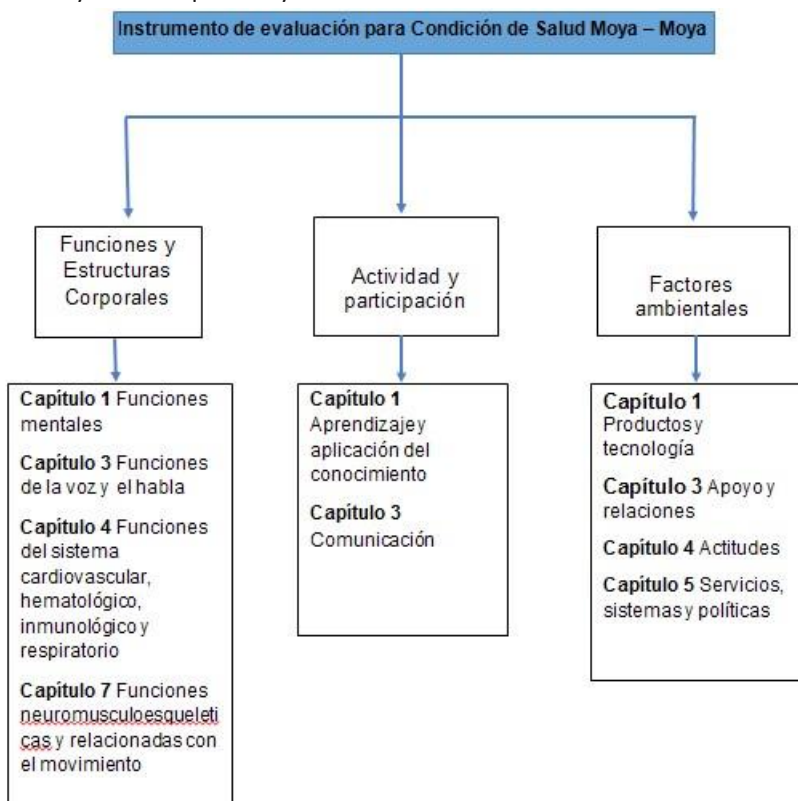 Instrumento de evaluación para Condición de Salud Moya – Moya
Funciones y
Estructuras
Corporales
Actividad y
participación
Factores
ambientales
Capítulo 1 Funciones
mentales
Capítulo 3 Funciones
de la voz y el habla
Capítulo 4 Funciones
del sistema
cardiovascular,
hematológico,
inmunológico y
respiratorio
Capítulo 7 Funciones
neuromusculoesqueleti
cas y relacionadas con
el movimiento
Capítulo 1
Aprendizaje y
aplicación del
conocimiento
Capítulo 3
Comunicación
Capítulo 1
Productos y
tecnología
Capítulo 3 Apoyo y
relaciones
Capítulo 4 Actitudes
Capítulo 5 Servicios,
sistemas y políticas